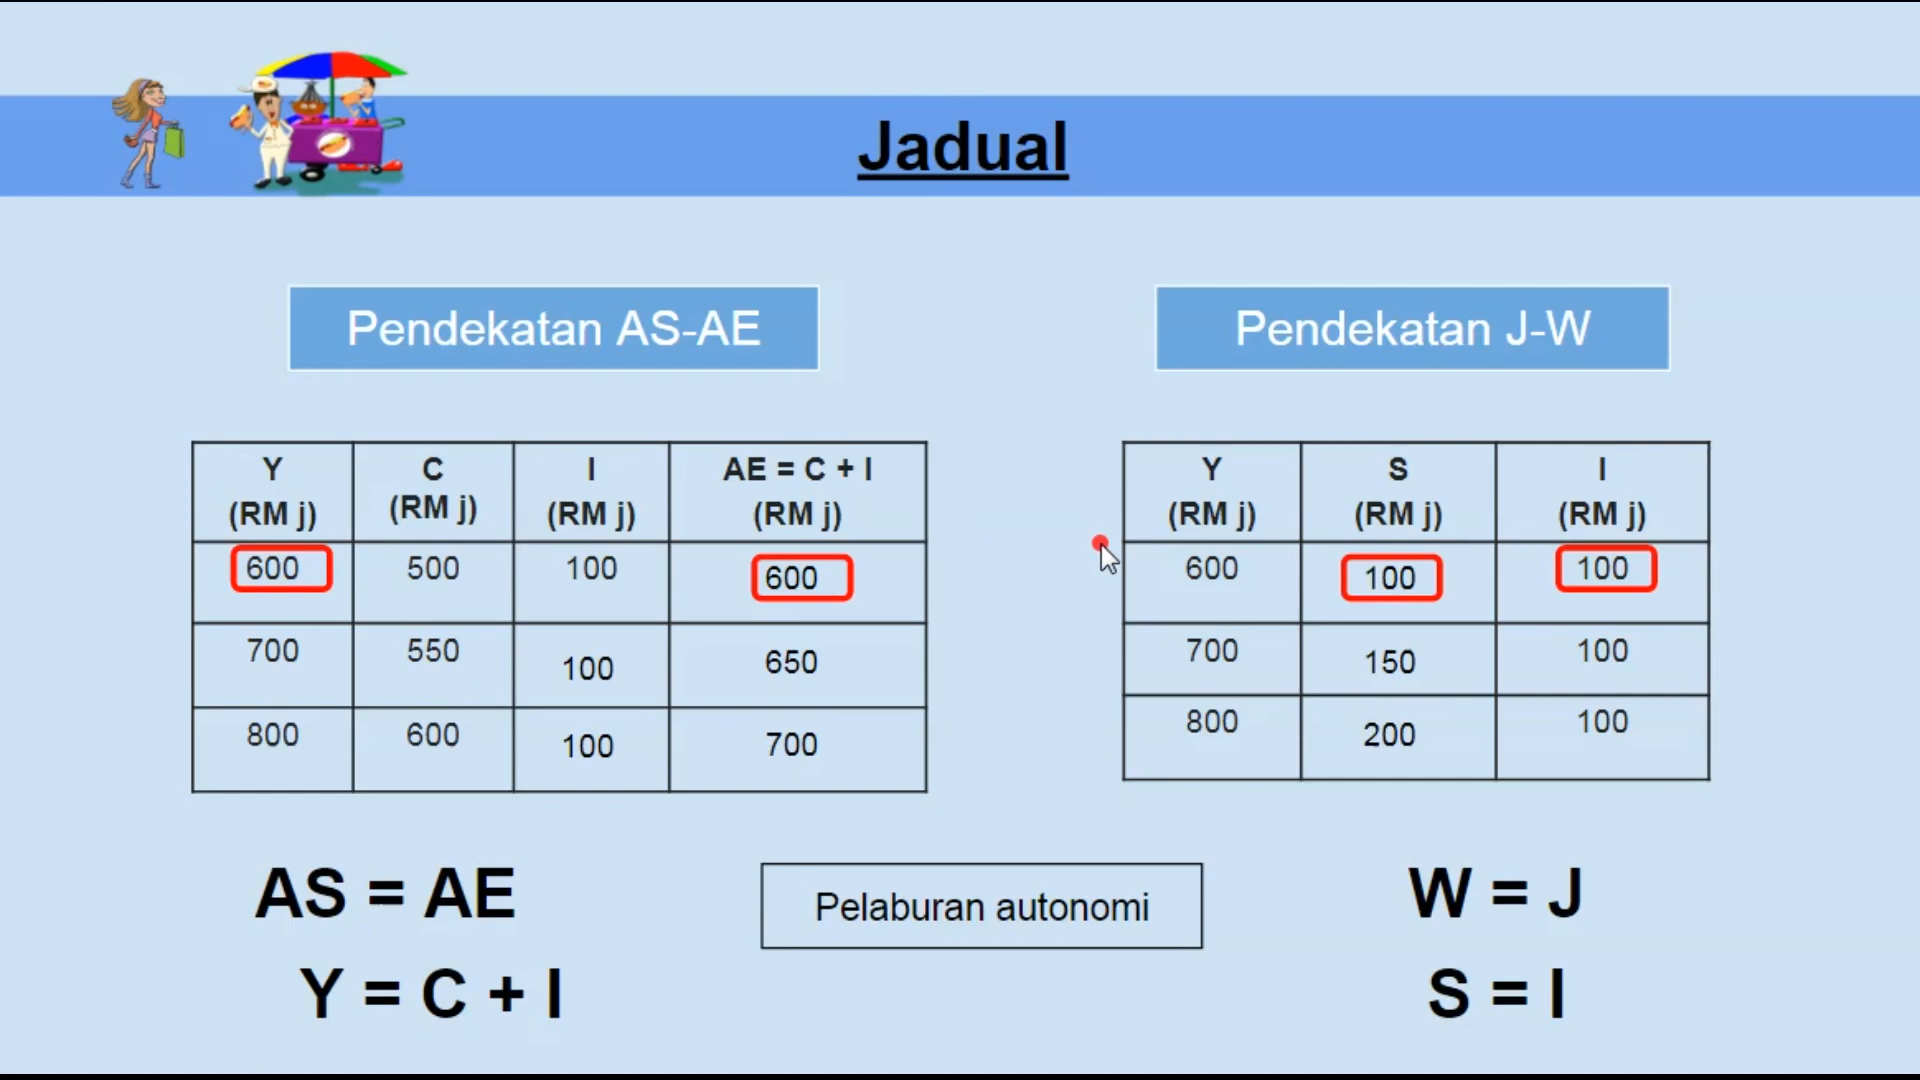 Jadual
Pendekatan AS-AE
Pendekatan J-W
Y C I AE = C + I
(RM j) (RM j) (RM j) (RM j)
600 500 100 600
700 550 100 650
800 600 100 700
Y S I
(RM j) (RM j) (RM j)
600 100 100
700 150 100
800 200 100
AS = AE
Y = C + I
Pelaburan autonomi
W = J
S = I